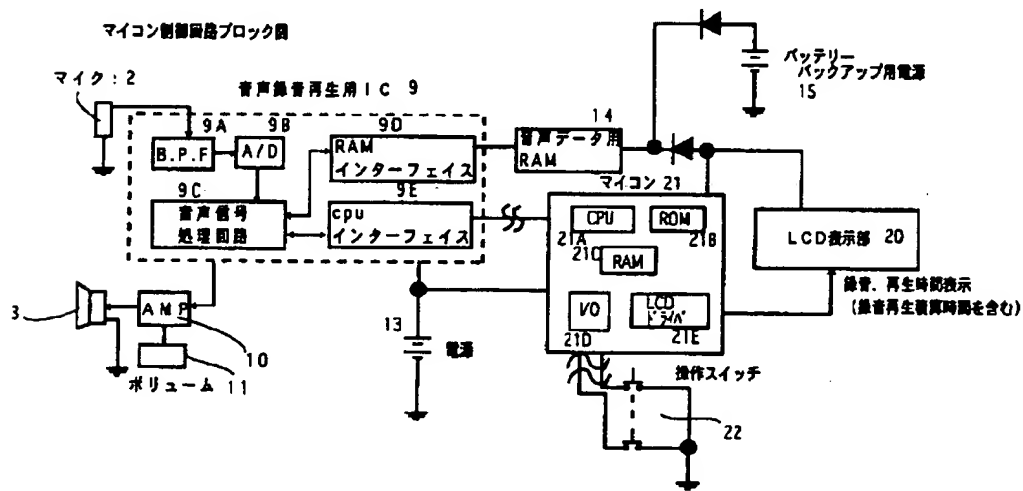 マイコン制御回路ブロック図
マイク:2
音声録音再生用IC 9
9A
9B
B.P.F
A/D
9C
音声信号
処理回路
9D
RAM
インターフェイス
9E
cpu
インターフェイス
14
音声データ用
RAM
バッテリー
バックアップ用電源
15
マイコン 21
CPU
ROM
21A
21B
21C
RAM
I/O
LCD
ドライバ
21D
21E
LCD表示部 20
録音、再生時間表示
(録音再生積算時間を含む)
3
AMP
10
ボリューム 11
13
電源
操作スイッチ
22